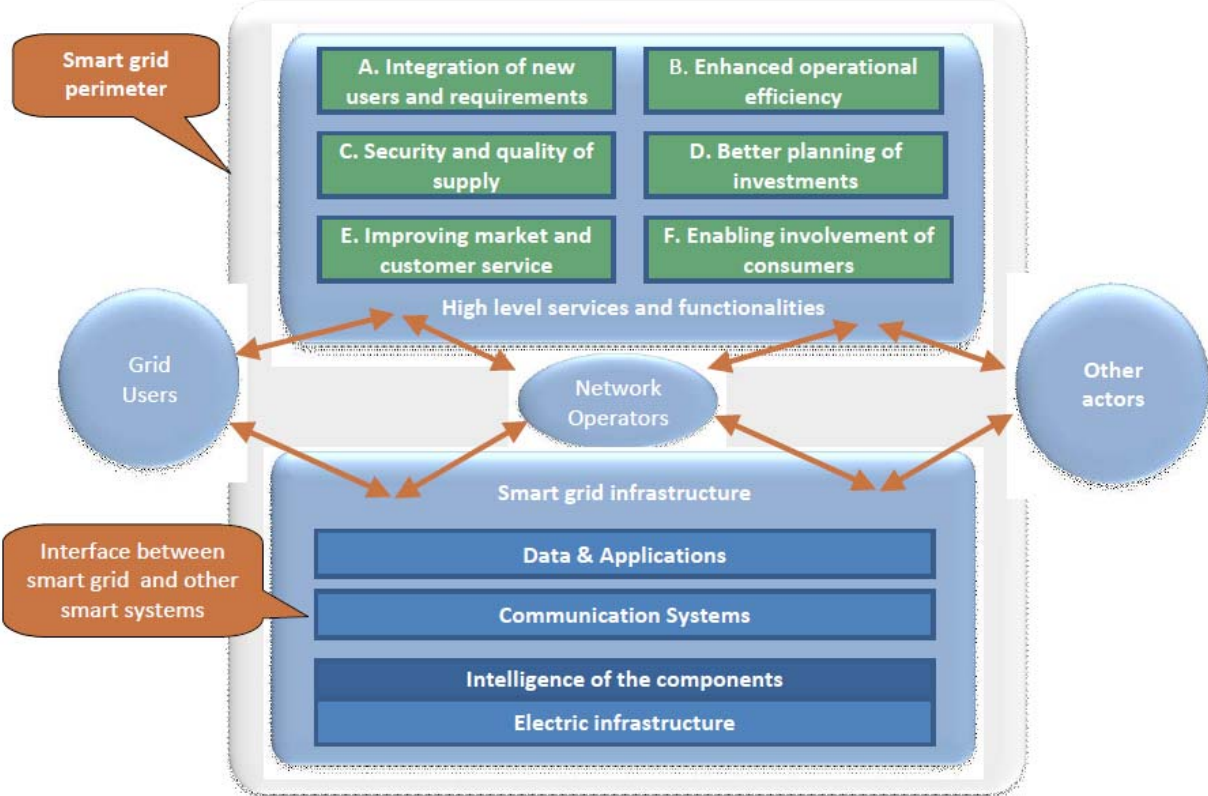 Smart grid
perimeter
A. Integration of new
users and requirements
B. Enhanced operational
efficiency
C. Security and quality of
supply
D. Better planning of
investments
E. Improving market and
customer service
F. Enabling involvement of
consumers
High level services and functionalities
Grid
Users
Network
Operators
Other
actors
Smart grid infrastructure
Interface between
smart grid and other
smart systems
Data & Applications
Communication Systems
Intelligence of the components
Electric infrastructure